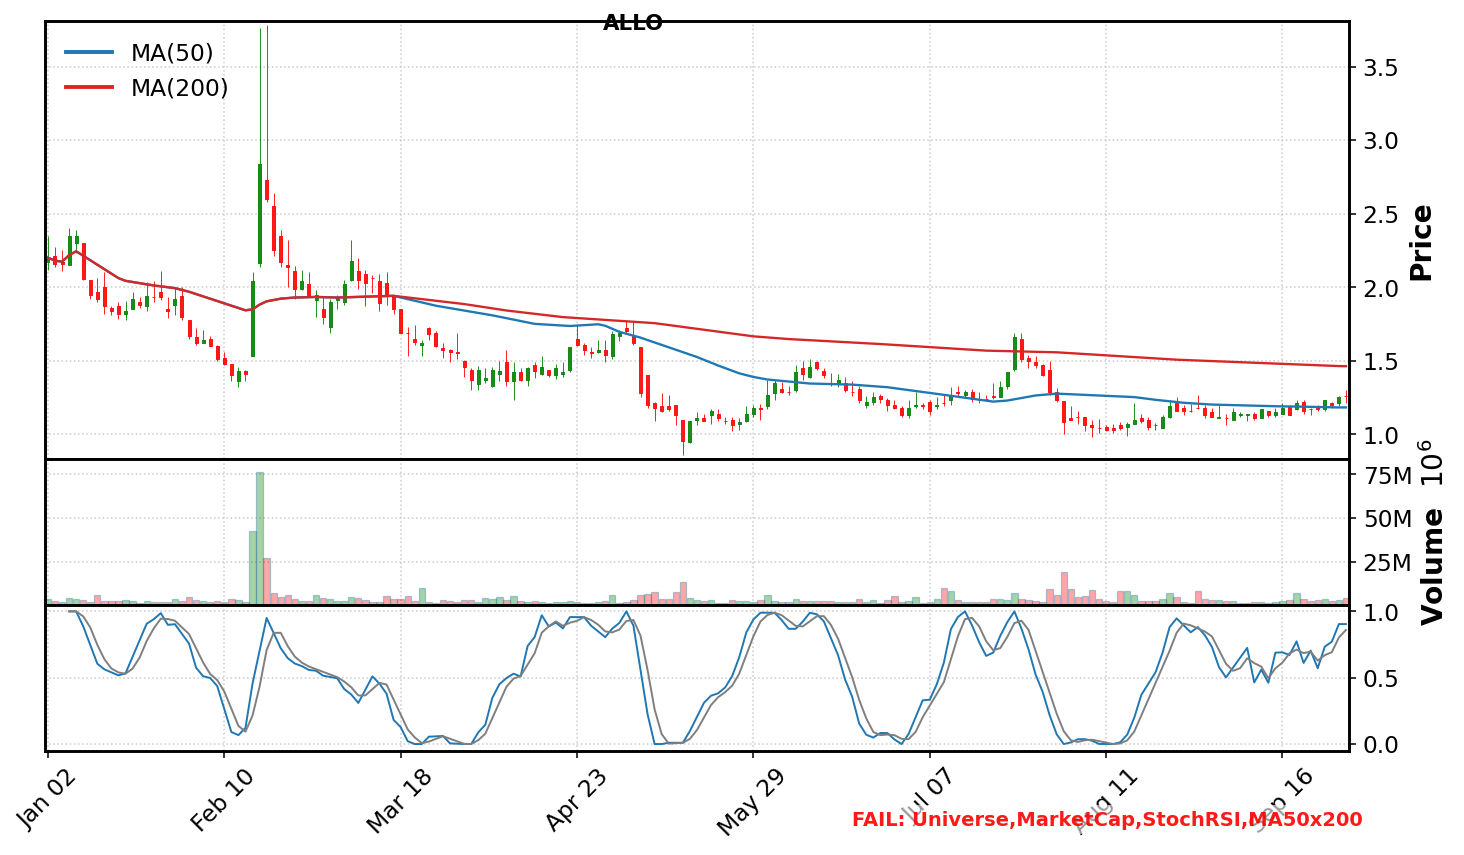 ALLO
MA(50)
MA(200)
3.5
3.0
2.5
2.0
1.5
1.0
Price
75M
50M
25M
Volume 10^6
1.0
0.5
0.0
Jan 02
Feb 10
Mar 18
Apr 23
May 29
Jul 07
Aug 11
Sep 16
FAIL: Universe,MarketCap,StochRSI,MA50x200